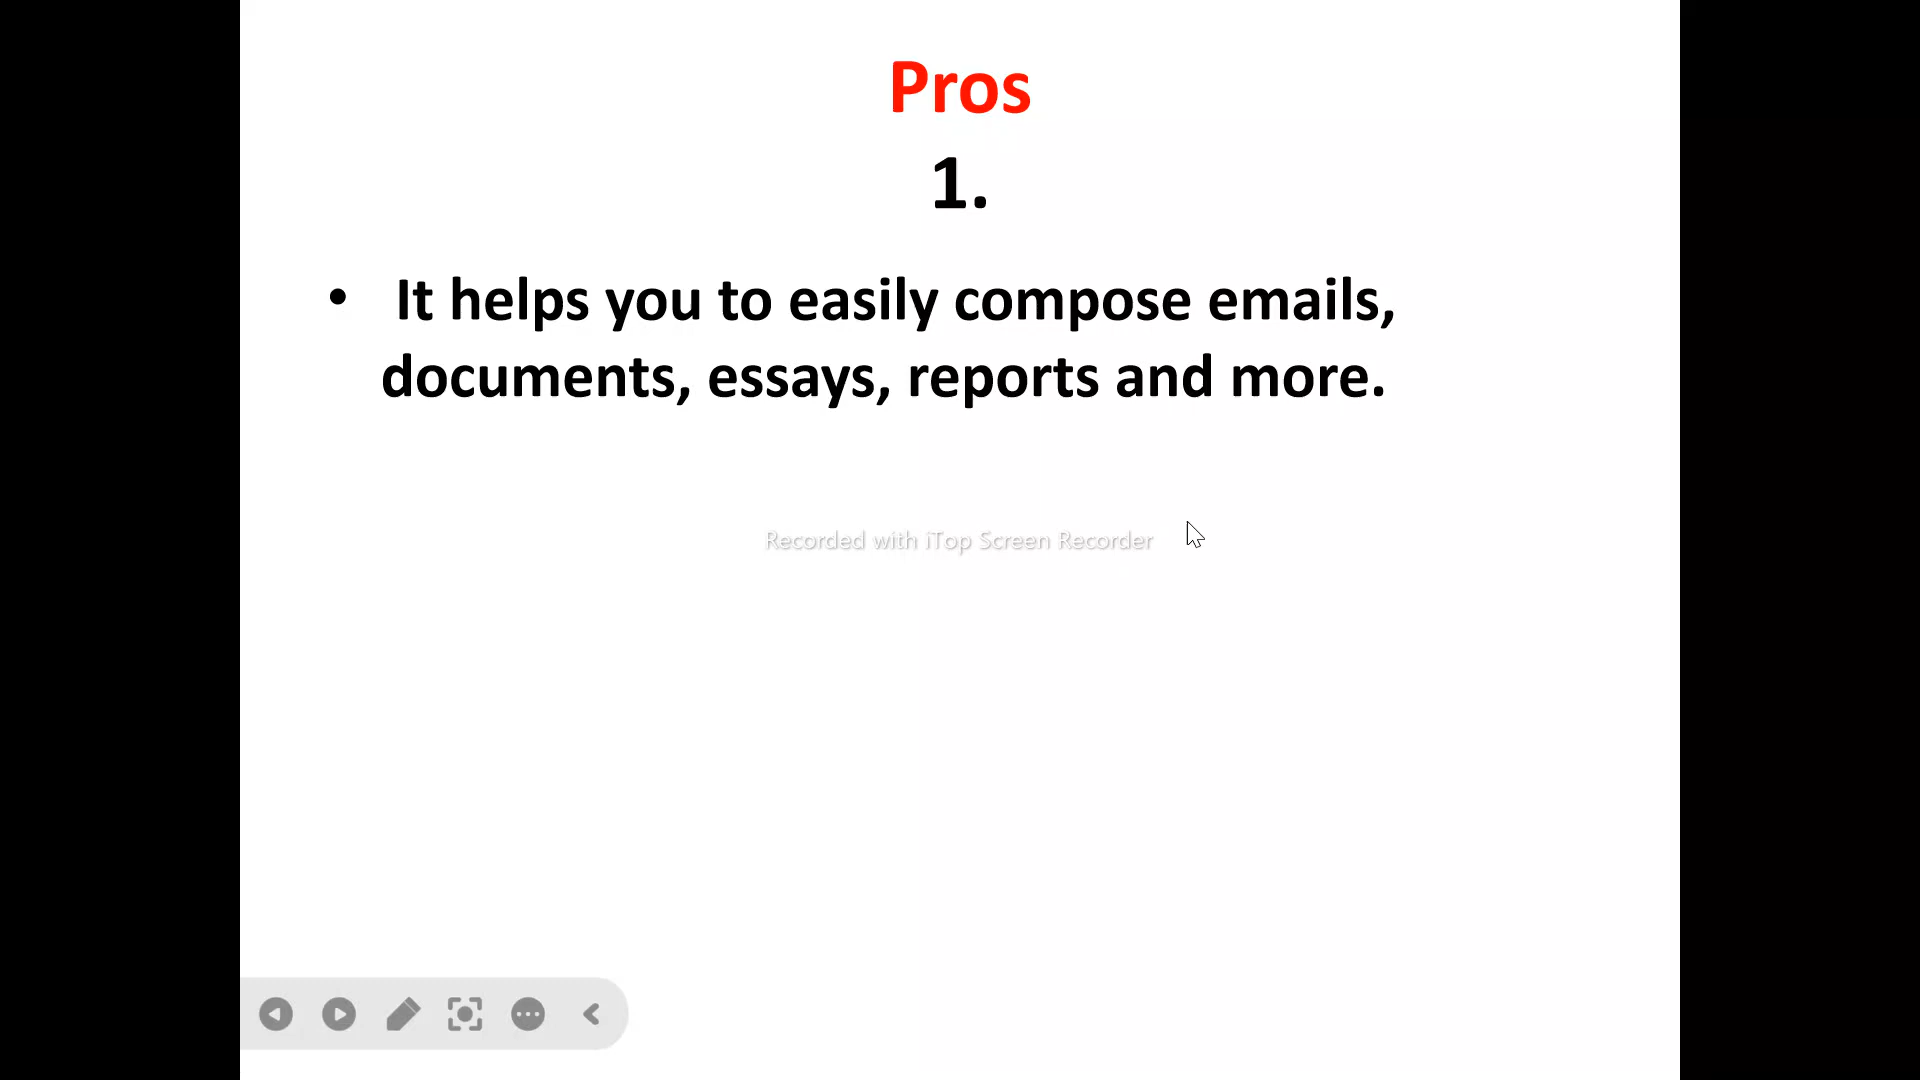 Pros
1.
• It helps you to easily compose emails,
documents, essays, reports and more.
Recorded with iTop Screen Recorder